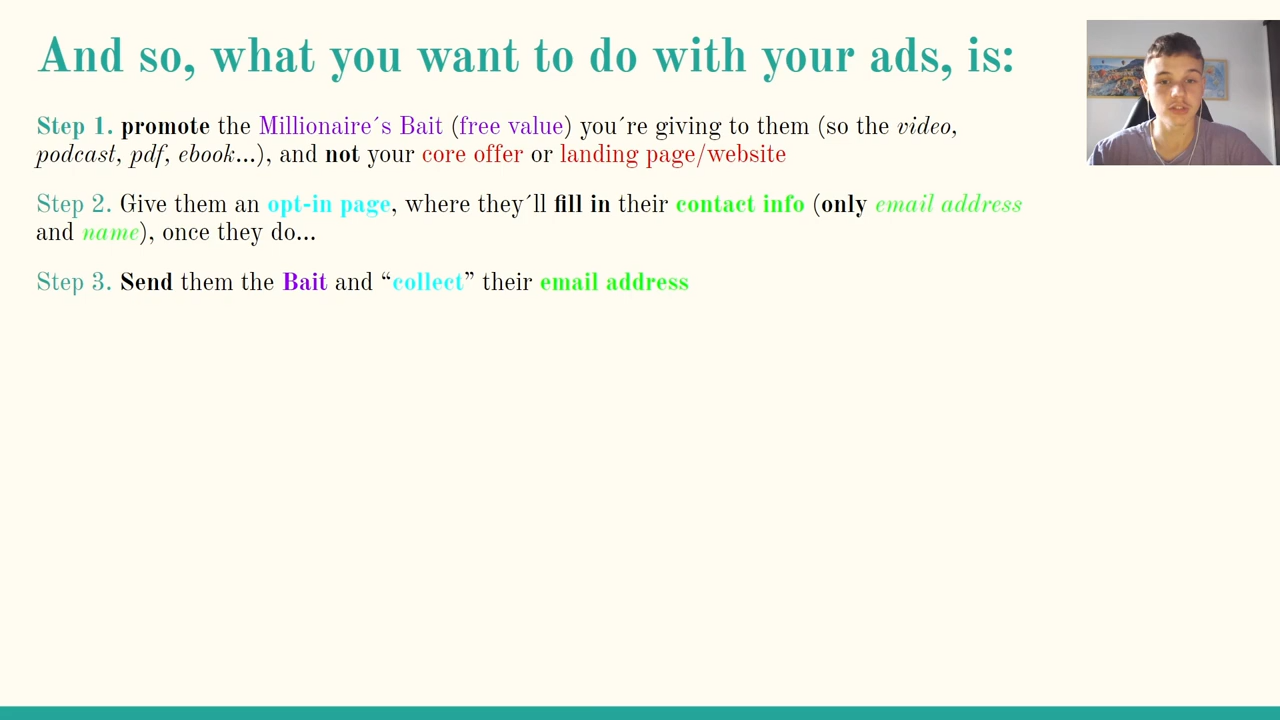 And so, what you want to do with your ads, is:
Step 1. promote the Millionaire´s Bait (free value) you´re giving to them (so the video,
podcast, pdf, ebook...), and not your core offer or landing page/website
Step 2. Give them an opt-in page, where they´ll fill in their contact info (only email address
and name), once they do...
Step 3. Send them the Bait and “collect” their email address